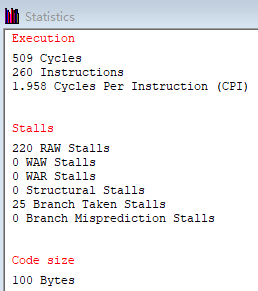 Statistics
Execution
509 Cycles
260 Instructions
1.958 Cycles Per Instruction (CPI)
Stalls
220 RAW Stalls
0 WAW Stalls
0 WAR Stalls
0 Structural Stalls
25 Branch Taken Stalls
0 Branch Misprediction Stalls
Code size
100 Bytes